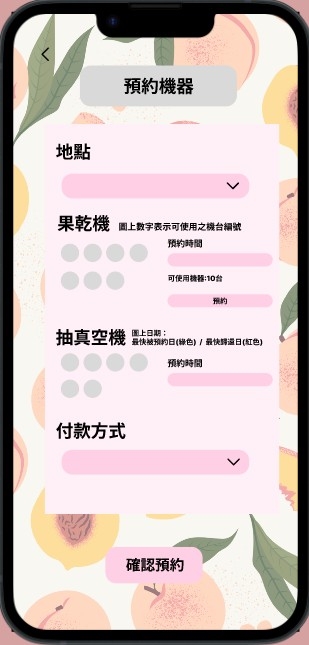 預約機器
地點
果乾機 圖上數字表示可使用之機台編號
預約時間
可使用機器:10台
預約
抽真空機 圖上日期：
最快被預約日(綠色) / 最快歸還日(紅色)
預約時間
付款方式
確認預約